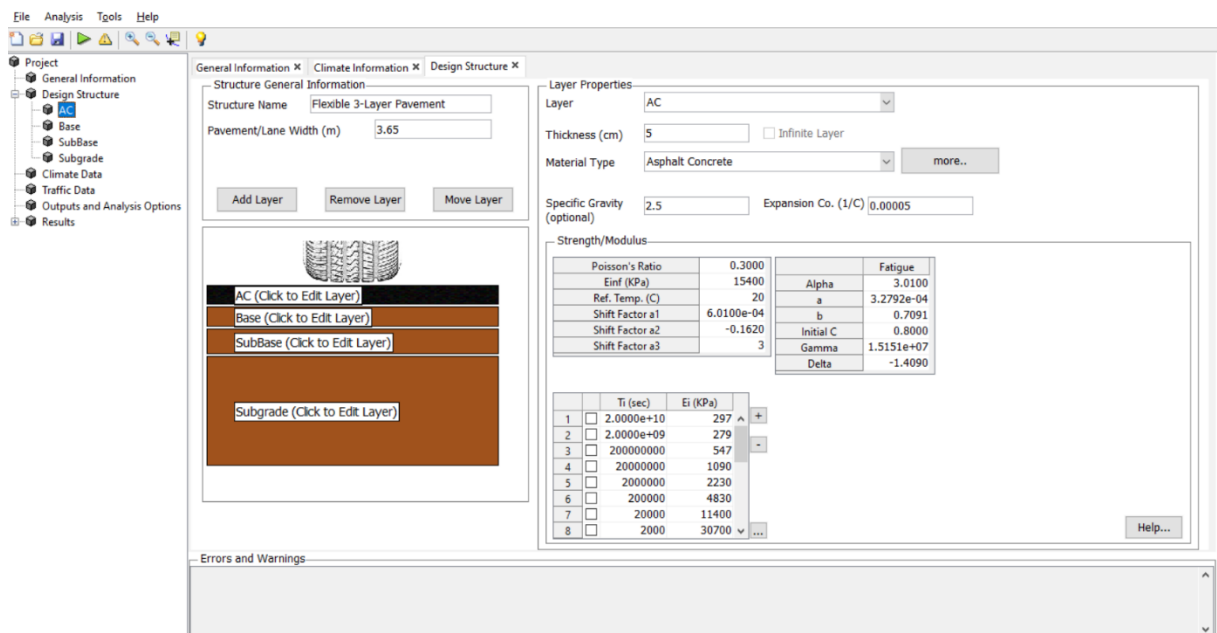 File Analysis Tools Help
Project
General Information
Design Structure
AC
Base
SubBase
Subgrade
Climate Data
Traffic Data
Outputs and Analysis Options
Results
General Information × Climate Information × Design Structure ×
Structure General Information
Structure Name Flexible 3-Layer Pavement
Pavement/Lane Width (m) 3.65
Add Layer Remove Layer Move Layer
AC (Click to Edit Layer)
Base (Click to Edit Layer)
SubBase (Click to Edit Layer)
Subgrade (Click to Edit Layer)
Layer Properties
Layer AC
Thickness (cm) 5 Infinite Layer
Material Type Asphalt Concrete more..
Specific Gravity (optional) 2.5 Expansion Co. (1/C) 0.00005
Strength/Modulus
Poisson's Ratio 0.3000
Einf (KPa) 15400
Ref. Temp. (C) 20
Shift Factor a1 6.0100e-04
Shift Factor a2 -0.1620
Shift Factor a3 3
Fatigue
Alpha 3.0100
a 3.2792e-04
b 0.7091
Initial C 0.8000
Gamma 1.5151e+07
Delta -1.4090
Ti (sec) Ei (KPa)
1 2.0000e+10 297 +
2 2.0000e+09 279
3 200000000 547 -
4 20000000 1090
5 2000000 2230
6 200000 4830
7 20000 11400
8 2000 30700 ...
Help...
Errors and Warnings